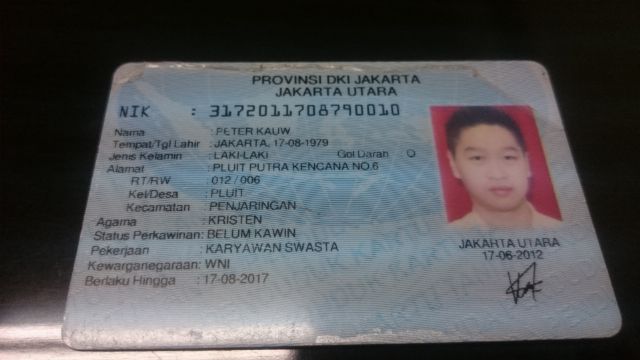 PROVINSI DKI JAKARTA
JAKARTA UTARA
NIK : 3172011708790010
Nama : PETER KAUW
Tempat/Tgl Lahir : JAKARTA, 17-08-1979
Jenis Kelamin : LAKI-LAKI Gol Darah O
Alamat : PLUIT PUTRA KENCANA NO.6
RT/RW : 012 / 006
Kel/Desa : PLUIT
Kecamatan : PENJARINGAN
Agama : KRISTEN
Status Perkawinan: BELUM KAWIN
Pekerjaan : KARYAWAN SWASTA
Kewarganegaraan: WNI
Berlaku Hingga : 17-08-2017
JAKARTA UTARA
17-06-2012